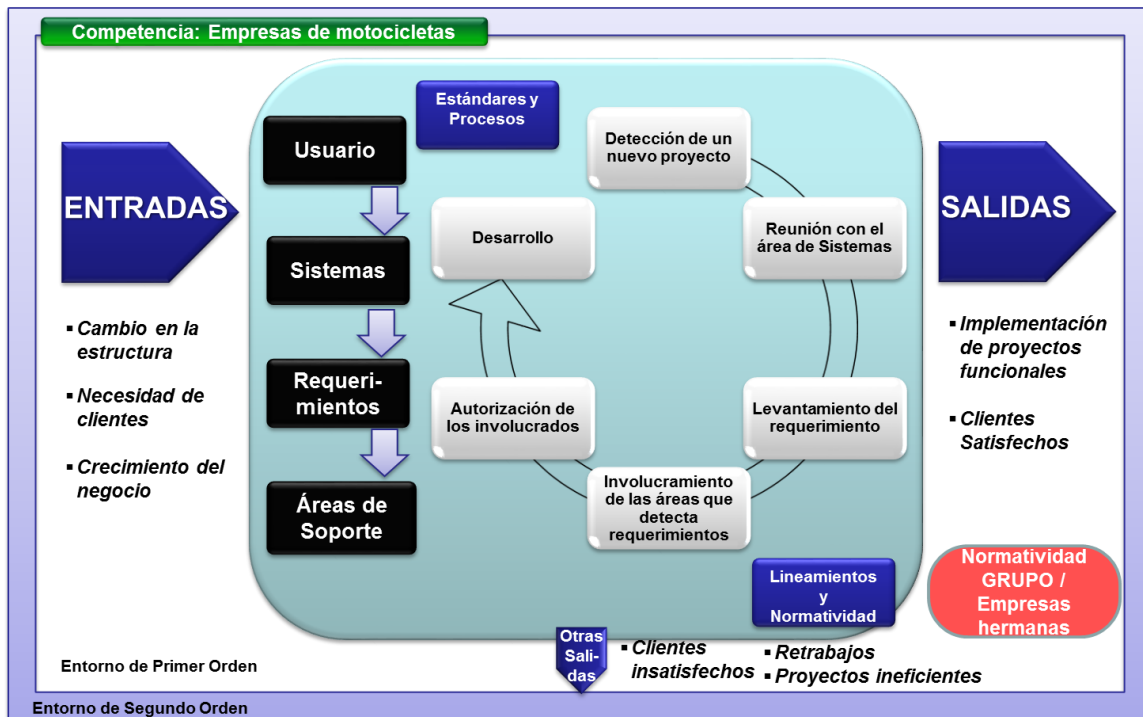 Competencia: Empresas de motocicletas
ENTRADAS
▪ Cambio en la
estructura
▪ Necesidad de
clientes
▪ Crecimiento del
negocio
Usuario
Sistemas
Requeri-
mientos
Áreas de
Soporte
Estándares y
Procesos
Detección de un
nuevo proyecto
Reunión con el
área de Sistemas
Levantamiento del
requerimiento
Involucramiento
de las áreas que
detecta
requerimientos
Autorización de
los involucrados
Desarrollo
Lineamientos
y
Normatividad
SALIDAS
▪ Implementación
de proyectos
funcionales
▪ Clientes
Satisfechos
Normatividad
GRUPO /
Empresas
hermanas
Otras
Sali-
das
▪ Clientes
insatisfechos
▪ Retrabajos
▪ Proyectos ineficientes
Entorno de Primer Orden
Entorno de Segundo Orden